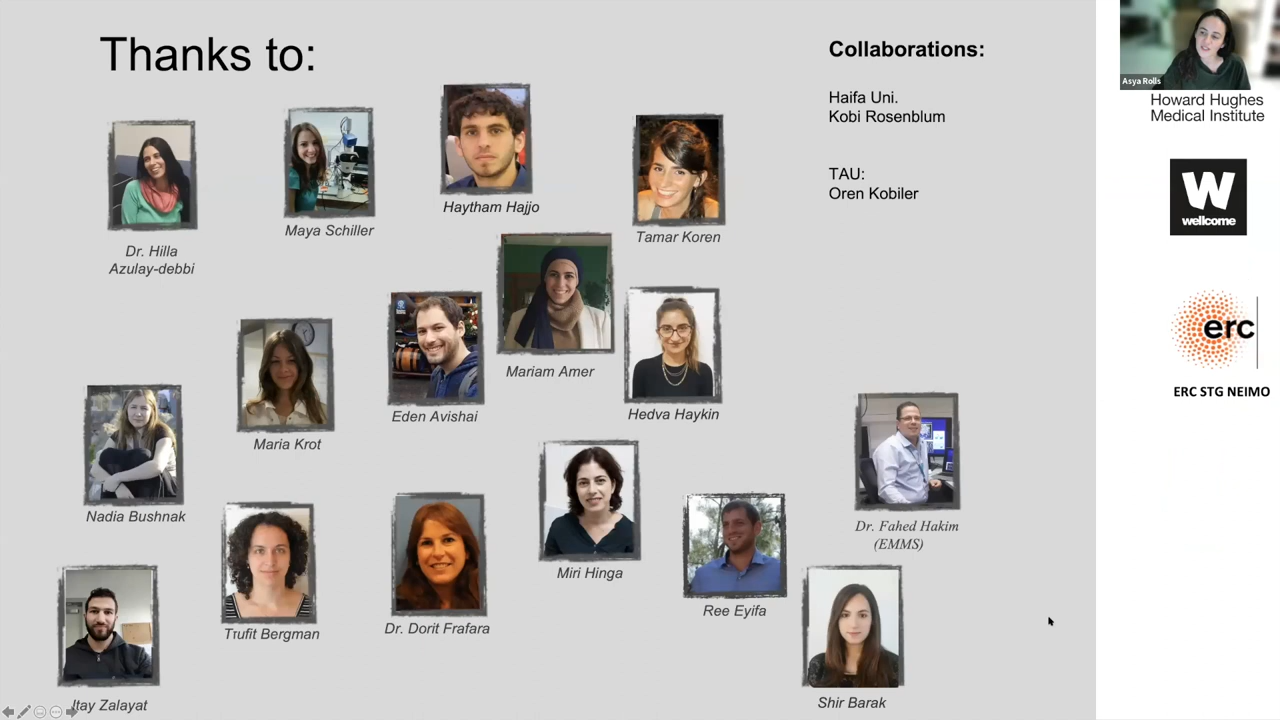 Thanks to:
Collaborations:
Haifa Uni.
Kobi Rosenblum
TAU:
Oren Kobiler
Asya Rolls
Howard Hughes
Medical Institute
W
wellcome
erc
ERC STG NEIMO
Dr. Hilla
Azulay-debbi
Maya Schiller
Haytham Hajjo
Tamar Koren
Maria Krot
Eden Avishai
Mariam Amer
Hedva Haykin
Nadia Bushnak
Tιufit Bergman
Dr. Dorit Frafara
Miri Hinga
Ree Eyifa
Dr. Fahed Hakim
(EMMS)
Itay Zalayat
Shir Barak